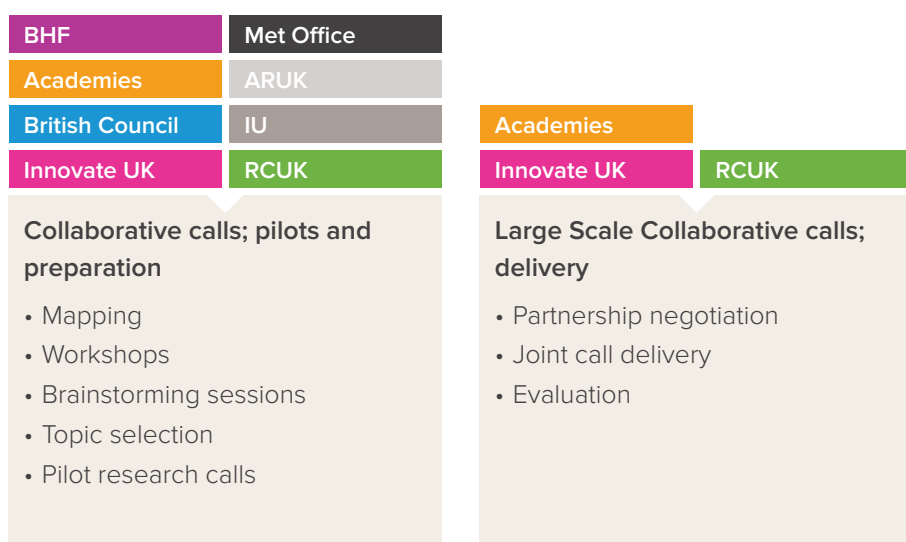 BHF
Met Office
Academies
ARUK
British Council
IU
Innovate UK
RCUK
Collaborative calls; pilots and
preparation
• Mapping
• Workshops
• Brainstorming sessions
• Topic selection
• Pilot research calls
Academies
Innovate UK
RCUK
Large Scale Collaborative calls;
delivery
• Partnership negotiation
• Joint call delivery
• Evaluation